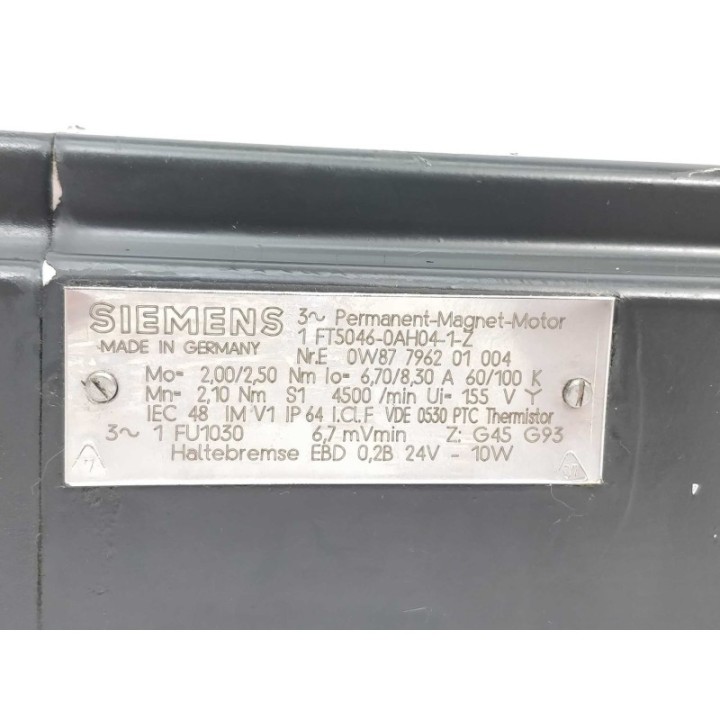 SIEMENS 3~ Permanent-Magnet-Motor
1 FT5046-0AH04-1-Z
MADE IN GERMANY Nr.E 0W87 7962 01 004
Mo= 2,00/2,50 Nm Io= 6,70/8,30 A 60/100 K
Mn= 2,10 Nm S1 4500 /min Ui= 155 V Y
IEC 48 IM V1 IP 64 I.Cl.F VDE 0530 PTC Thermistor
3~ 1 FU1030 6,7 mVmin Z: G45 G93
Haltebremse EBD 0,2B 24V - 10W